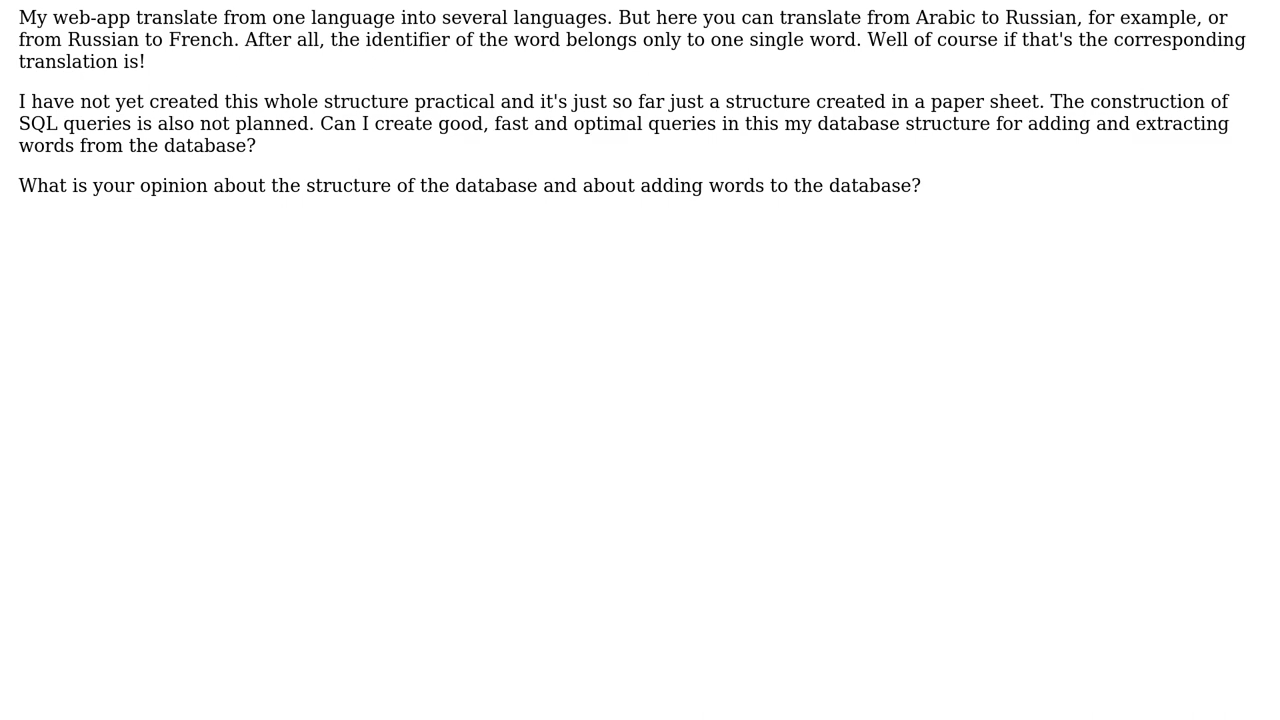 My web-app translate from one language into several languages. But here you can translate from Arabic to Russian, for example, or
from Russian to French. After all, the identifier of the word belongs only to one single word. Well of course if that's the corresponding
translation is!
I have not yet created this whole structure practical and it's just so far just a structure created in a paper sheet. The construction of
SQL queries is also not planned. Can I create good, fast and optimal queries in this my database structure for adding and extracting
words from the database?
What is your opinion about the structure of the database and about adding words to the database?